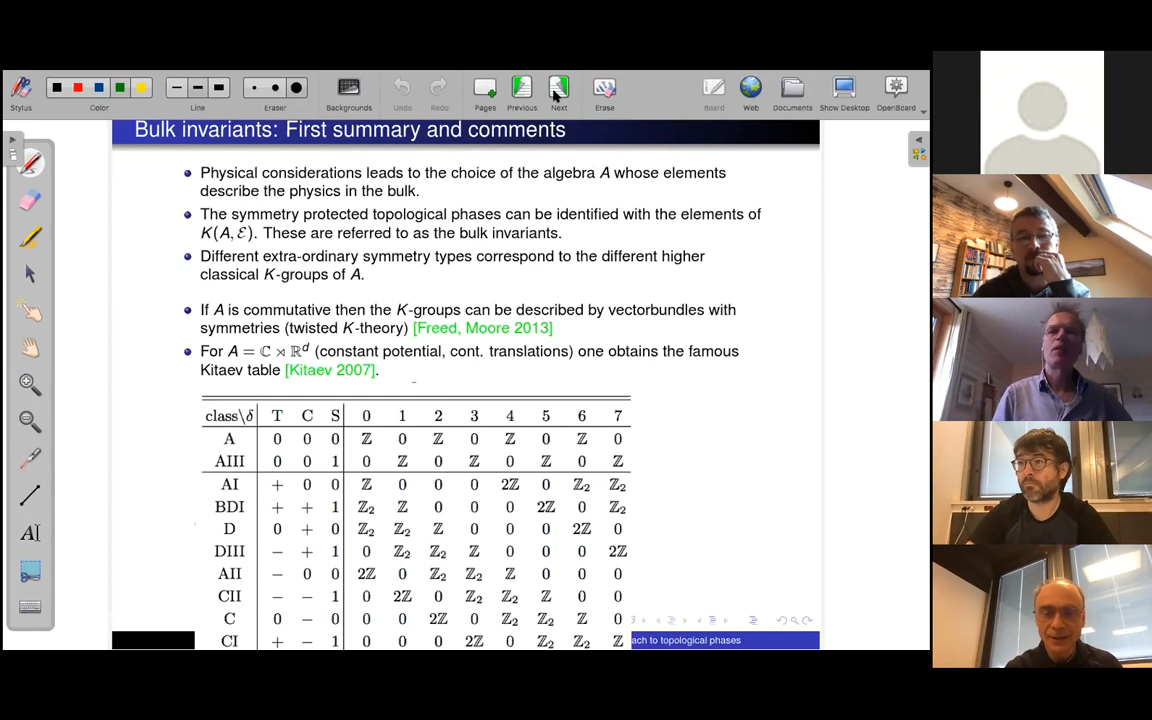 Stylus Color Line Eraser Backgrounds Undo Redo Pages Previous Next Erase Board Web Documents Show Desktop OpenBoard
Bulk invariants: First summary and comments
Physical considerations leads to the choice of the algebra A whose elements
describe the physics in the bulk.
The symmetry protected topological phases can be identified with the elements of
K(A, ℰ). These are referred to as the bulk invariants.
Different extra-ordinary symmetry types correspond to the different higher
classical K-groups of A.
If A is commutative then the K-groups can be described by vectorbundles with
symmetries (twisted K-theory) [Freed, Moore 2013]
For A = ℂ ⋊ ℝᵈ (constant potential, cont. translations) one obtains the famous
Kitaev table [Kitaev 2007].
class\δ T C S 0 1 2 3 4 5 6 7
A 0 0 0 ℤ 0 ℤ 0 ℤ 0 ℤ 0
AIII 0 0 1 0 ℤ 0 ℤ 0 ℤ 0 ℤ
AI + 0 0 ℤ 0 0 0 2ℤ 0 ℤ₂ ℤ₂
BDI + + 1 ℤ₂ ℤ 0 0 0 2ℤ 0 ℤ₂
D 0 + 0 ℤ₂ ℤ₂ ℤ 0 0 0 2ℤ 0
DIII − + 1 0 ℤ₂ ℤ₂ ℤ 0 0 0 2ℤ
AII − 0 0 2ℤ 0 ℤ₂ ℤ₂ ℤ 0 0 0
CII − − 1 0 2ℤ 0 ℤ₂ ℤ₂ ℤ 0 0
C 0 − 0 0 0 2ℤ 0 ℤ₂ ℤ₂ ℤ 0
CI + − 1 0 0 0 2ℤ 0 ℤ₂ ℤ₂ ℤ
ach to topological phases